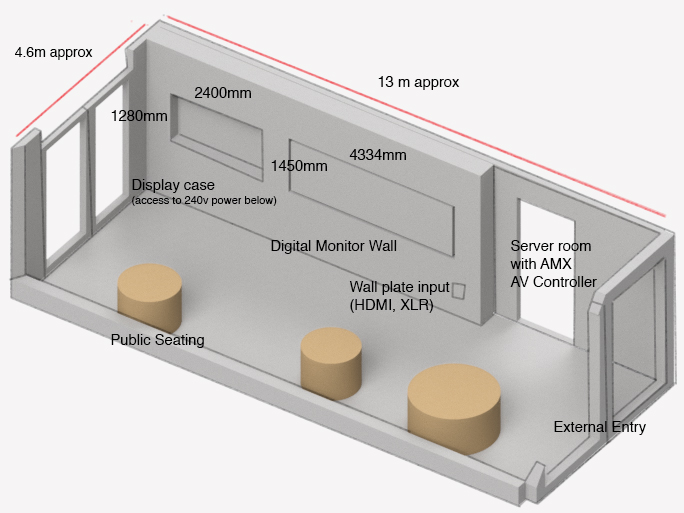 4.6m approx
13 m approx
2400mm
1280mm
4334mm
1450mm
Display case
(access to 240v power below)
Digital Monitor Wall
Server room
with AMX
AV Controller
Wall plate input
(HDMI, XLR)
Public Seating
External Entry